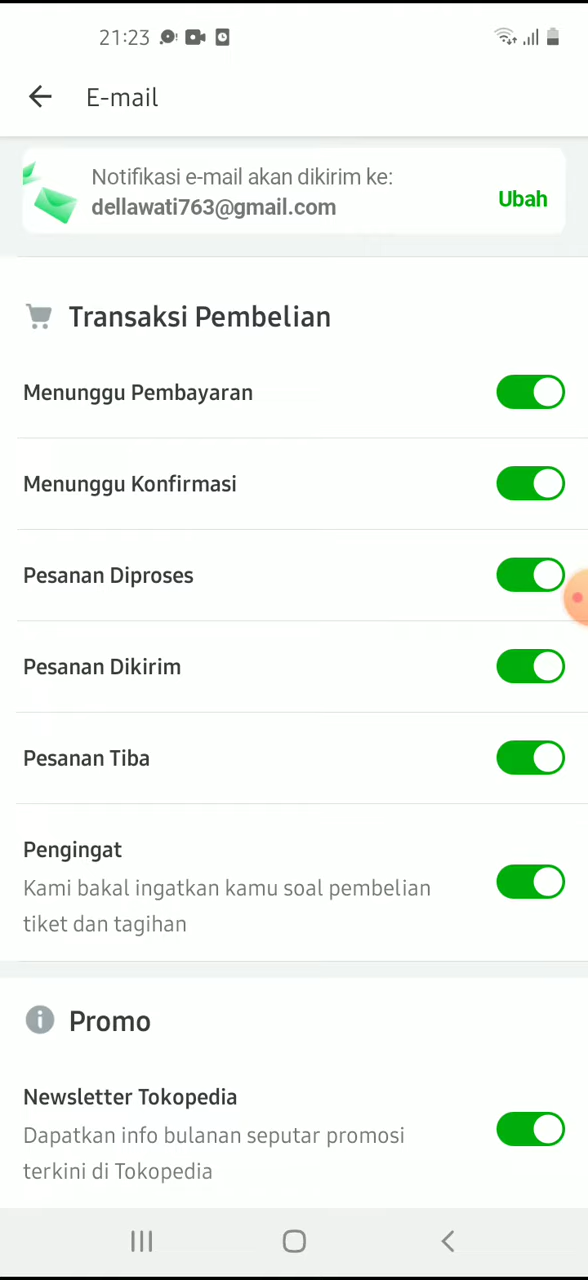 21:23
E-mail
Notifikasi e-mail akan dikirim ke:
dellawati763@gmail.com
Ubah
Transaksi Pembelian
Menunggu Pembayaran
Menunggu Konfirmasi
Pesanan Diproses
Pesanan Dikirim
Pesanan Tiba
Pengingat
Kami bakal ingatkan kamu soal pembelian
tiket dan tagihan
Promo
Newsletter Tokopedia
Dapatkan info bulanan seputar promosi
terkini di Tokopedia